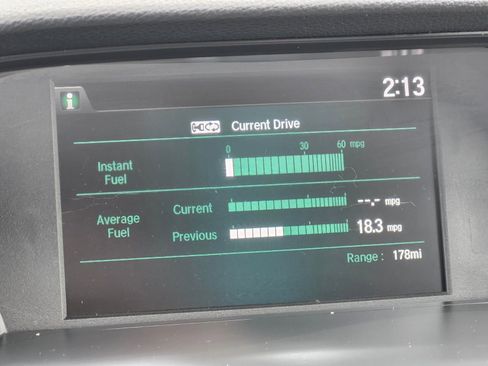 i
2:13
Current Drive
0 30 60 mpg
Instant
Fuel
Average
Fuel
Current --.- mpg
Previous 18.3 mpg
Range : 178mi